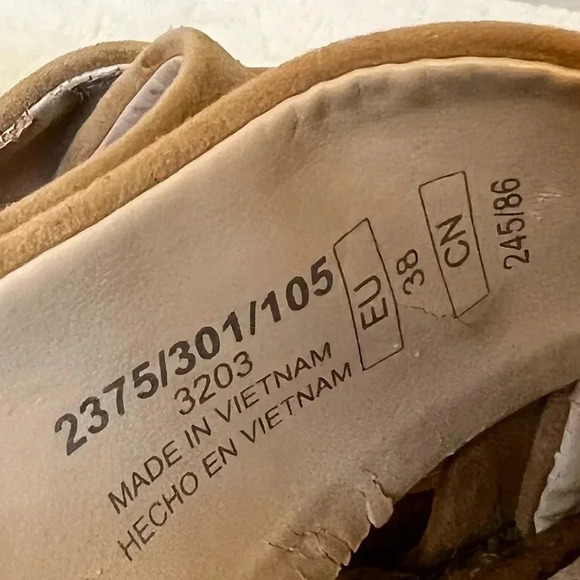 2375/301/105
3203
MADE IN VIETNAM
HECHO EN VIETNAM
EU 38 CN 245/86